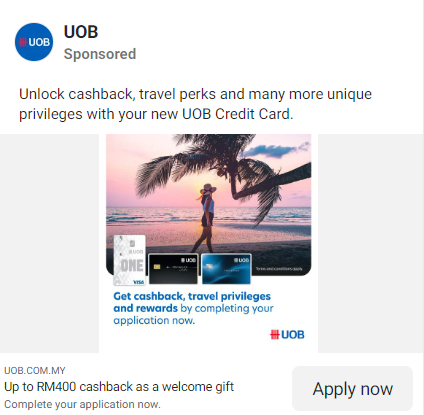 UOB
UOB
Sponsored
Unlock cashback, travel perks and many more unique
privileges with your new UOB Credit Card.
UOB
ONE
VISA
UOB
UOB
Terms and conditions apply.
Get cashback, travel privileges
and rewards by completing your
application now.
UOB
UOB.COM.MY
Up to RM400 cashback as a welcome gift
Complete your application now.
Apply now